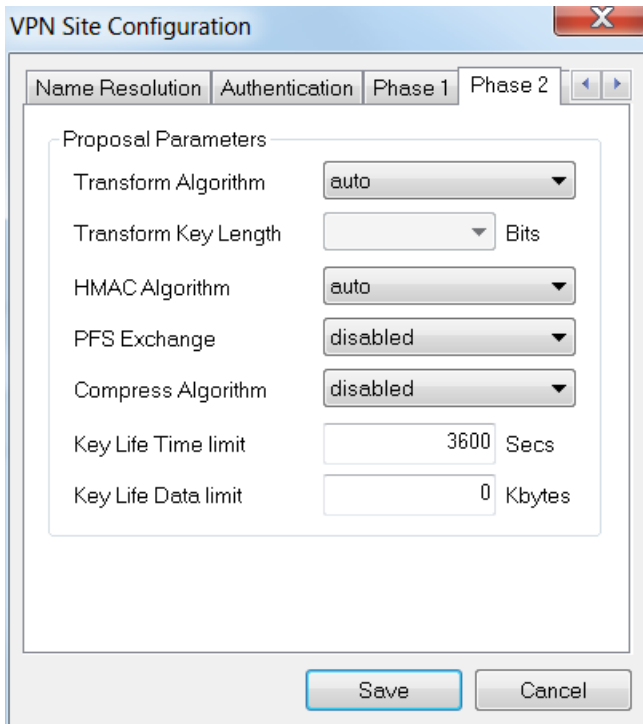 VPN Site Configuration
Name Resolution Authentication Phase 1 Phase 2
Proposal Parameters
Transform Algorithm auto
Transform Key Length Bits
HMAC Algorithm auto
PFS Exchange disabled
Compress Algorithm disabled
Key Life Time limit 3600 Secs
Key Life Data limit 0 Kbytes
Save Cancel